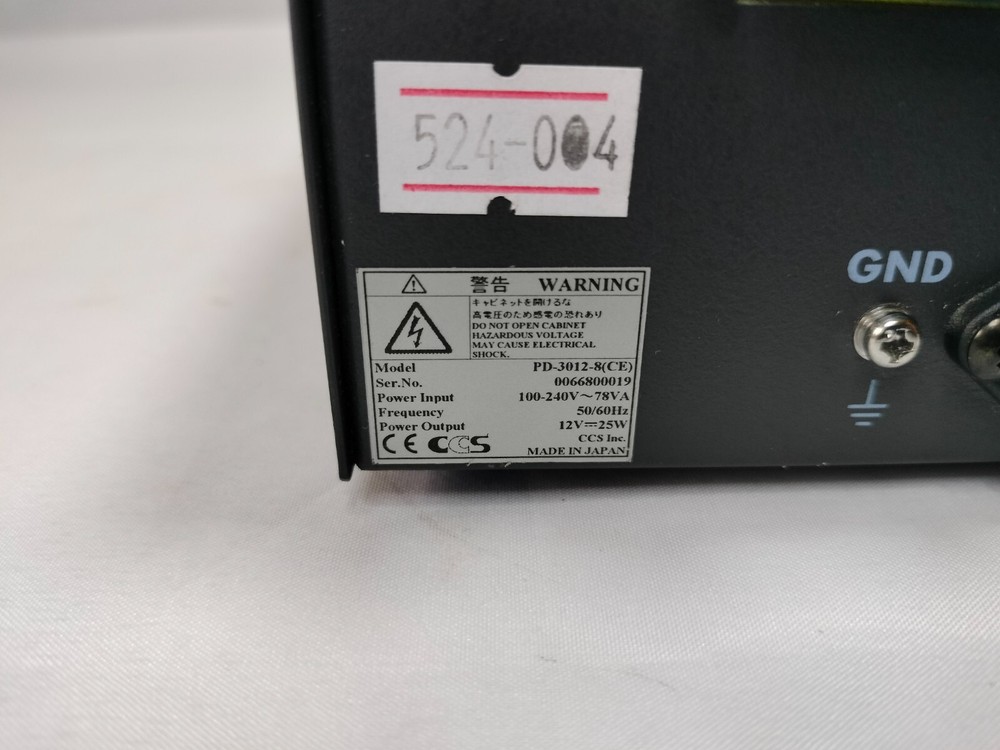 524-0 4
警告 WARNING
キャビネットを開けるな
高電圧のため感電の恐れあり
DO NOT OPEN CABINET
HAZARDOUS VOLTAGE
MAY CAUSE ELECTRICAL
SHOCK.
Model PD-3012-8(CE)
Ser.No. 0066800019
Power Input 100-240V～78VA
Frequency 50/60Hz
Power Output 12V⎓25W
CE CCS CCS Inc.
MADE IN JAPAN
GND